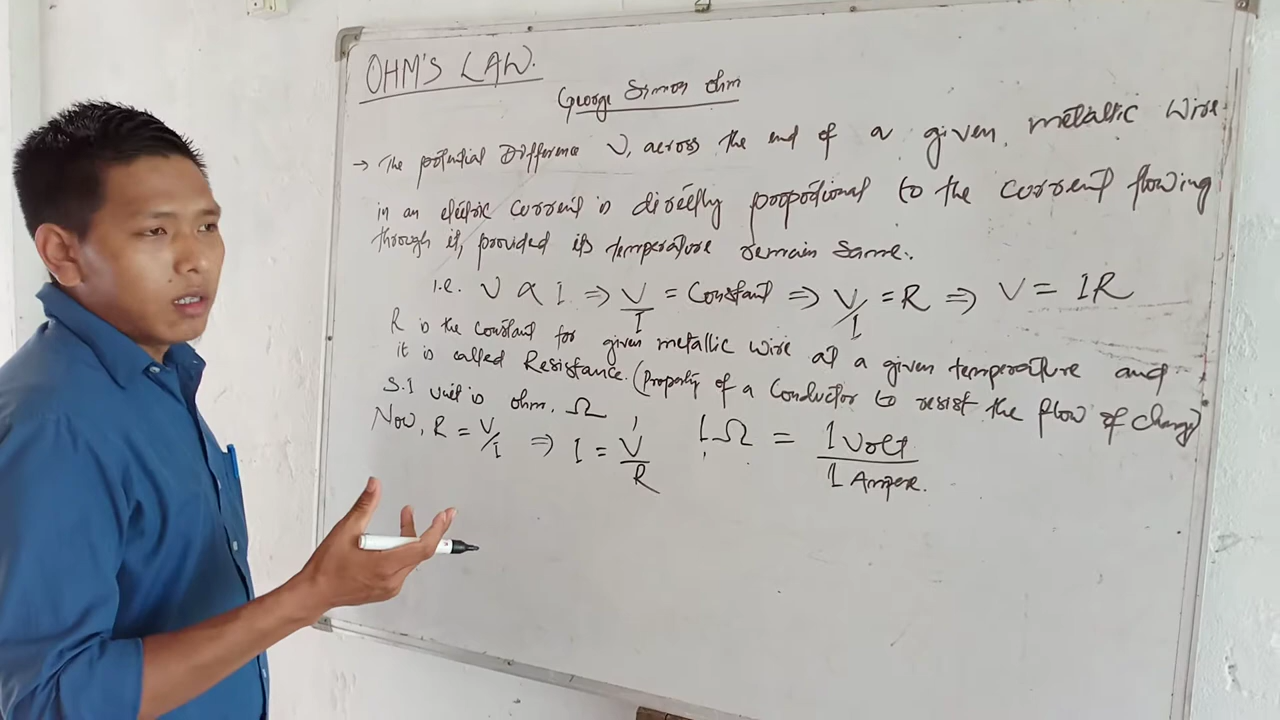 OHM'S LAW.
George Simon Ohm
→ The potential Difference V, across the end of a given metallic wire
in an electric current is directly proportional to the current flowing
through it, provided its temperature remain same.
i.e. V ∝ I ⇒ V/I = Constant ⇒ V/I = R ⇒ V = IR
R is the constant for given metallic wire at a given temperature and
it is called Resistance. (Property of a conductor to resist the flow of charge)
S.I unit is ohm, Ω
Now, R = V/I ⇒ I = V/R 1Ω = 1 Volt / 1 Ampere.